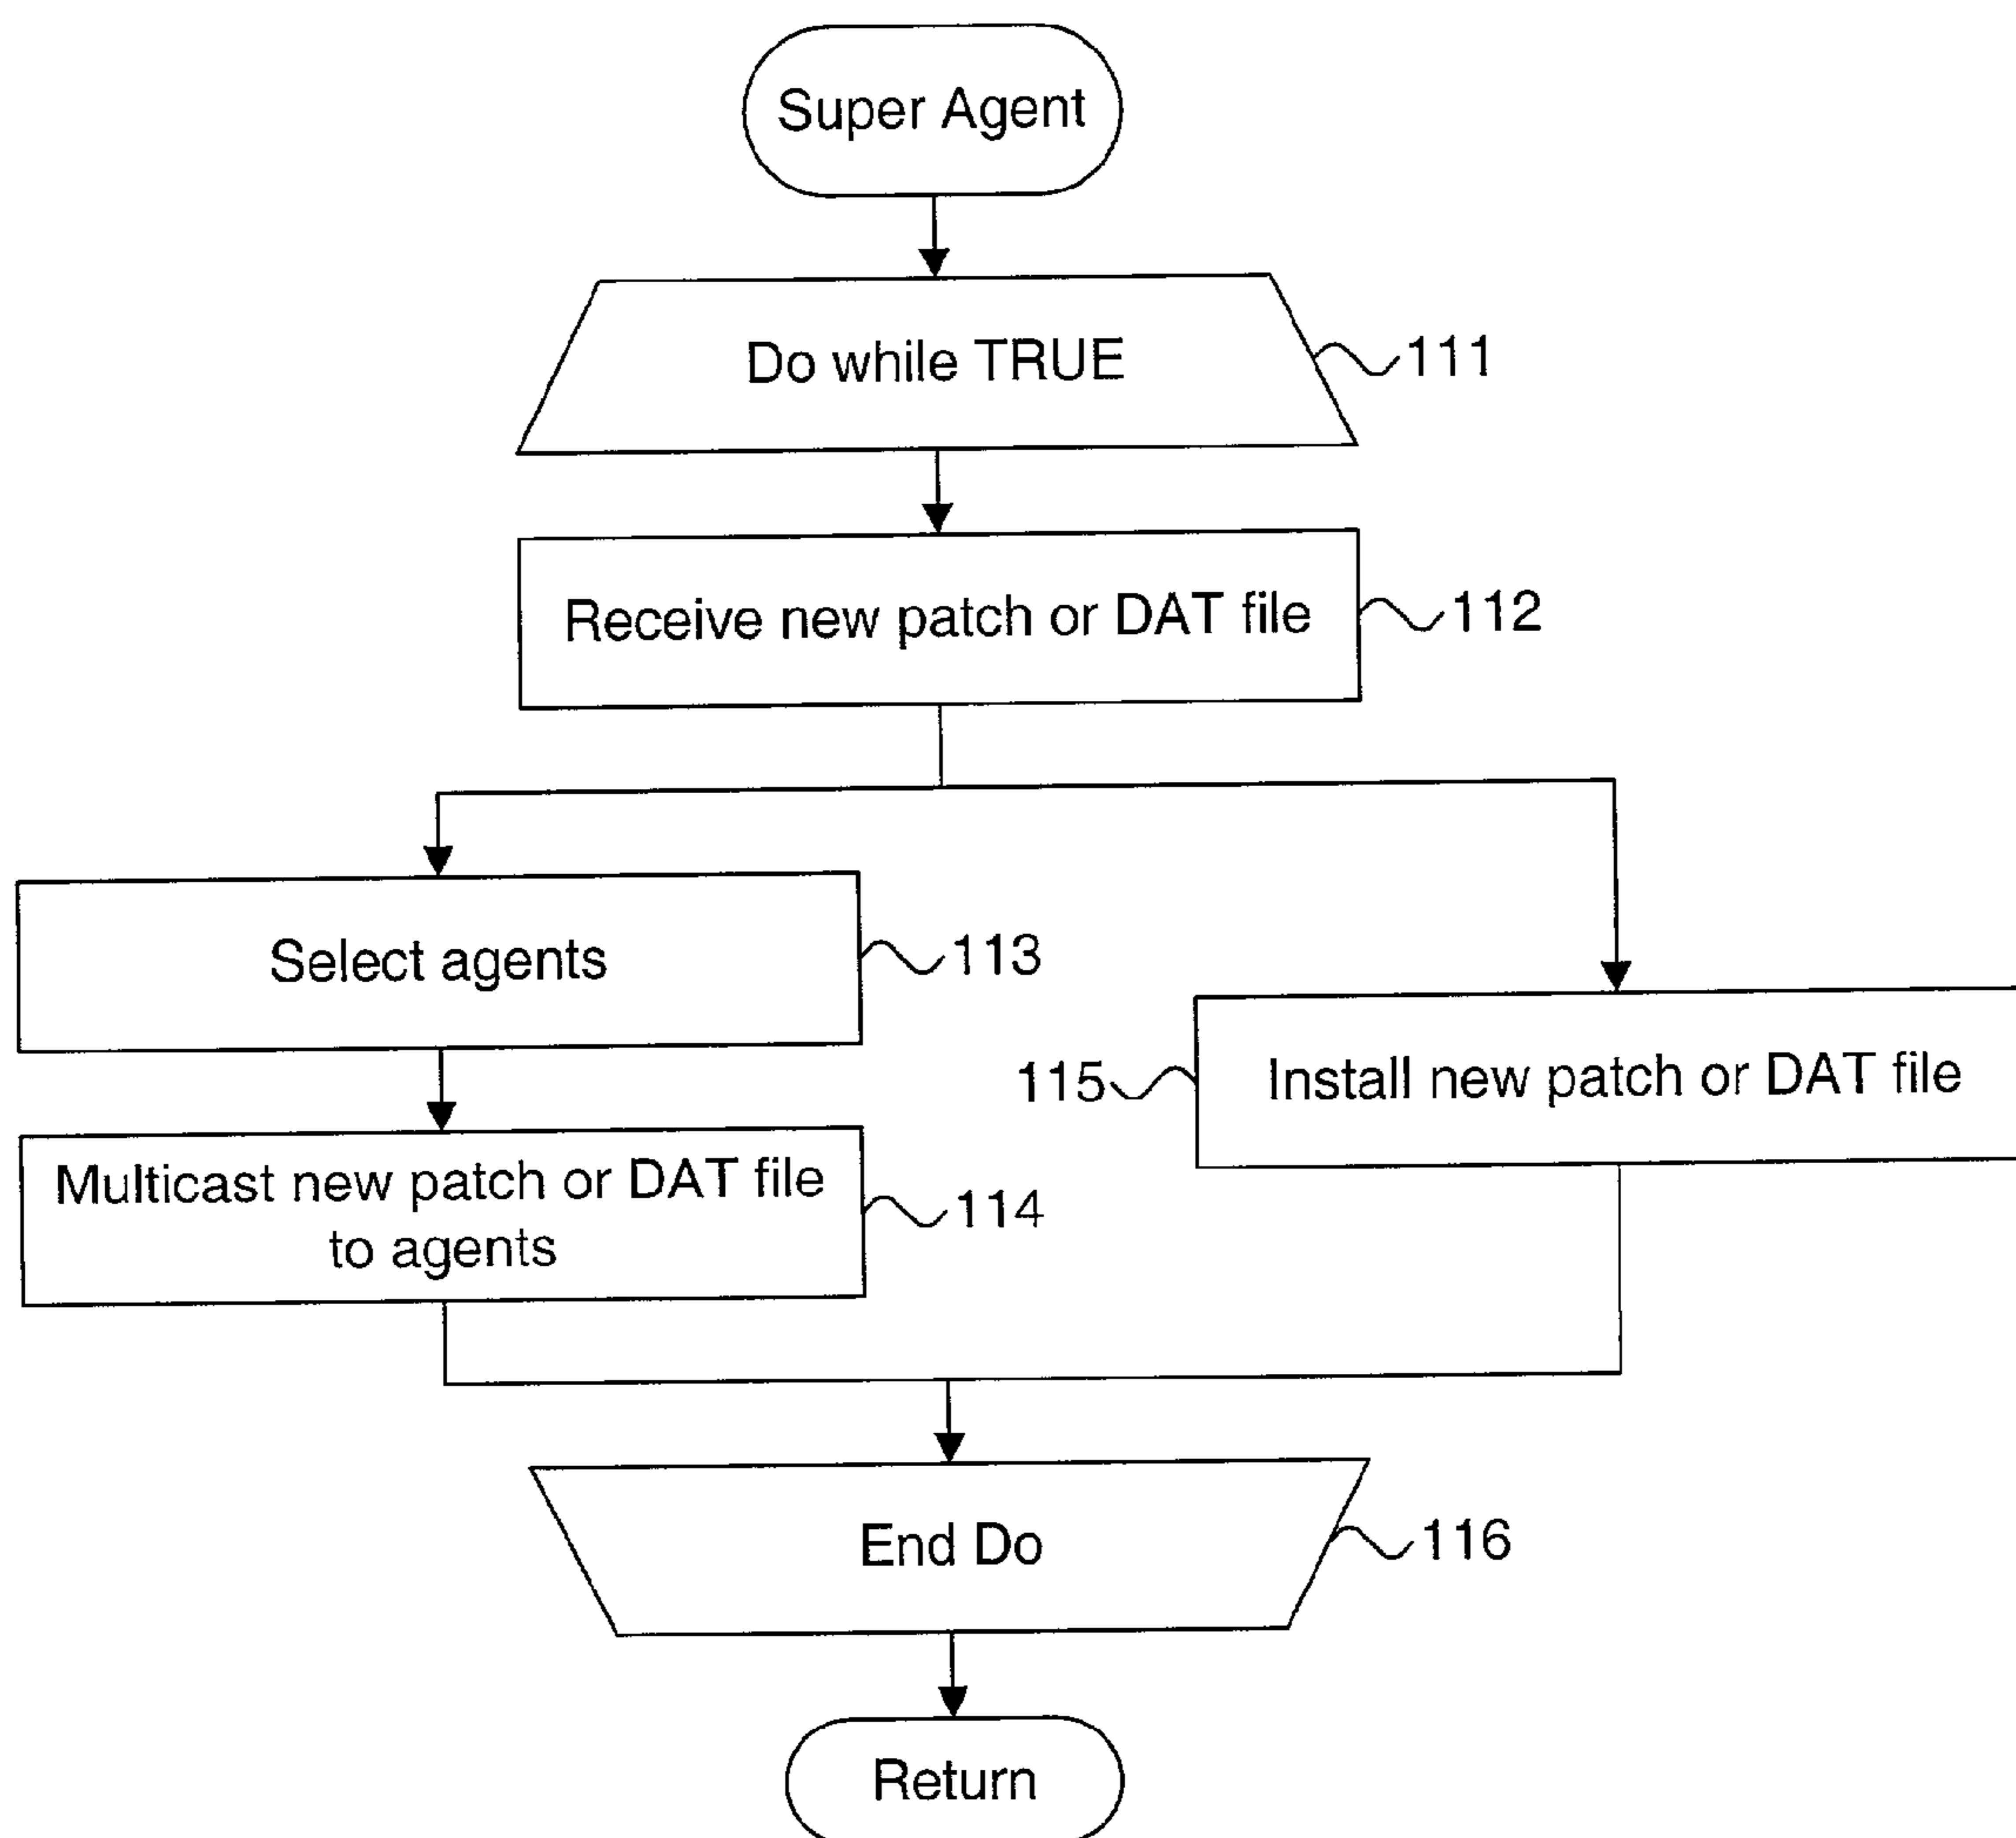 Super Agent
Do while TRUE
111
Receive new patch or DAT file
112
Select agents
113
115
Install new patch or DAT file
Multicast new patch or DAT file
to agents
114
End Do
116
Return